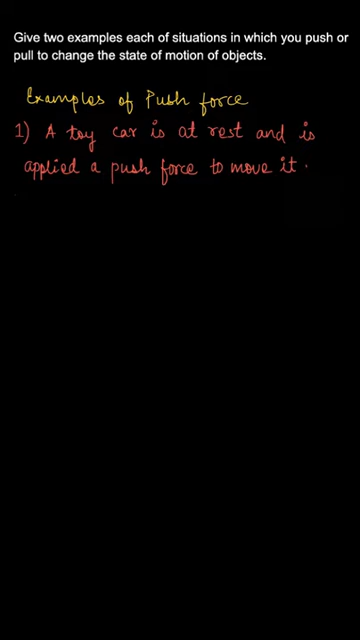 Give two examples each of situations in which you push or
pull to change the state of motion of objects.
Examples of Push force
1) A toy car is at rest and is
applied a push force to move it.